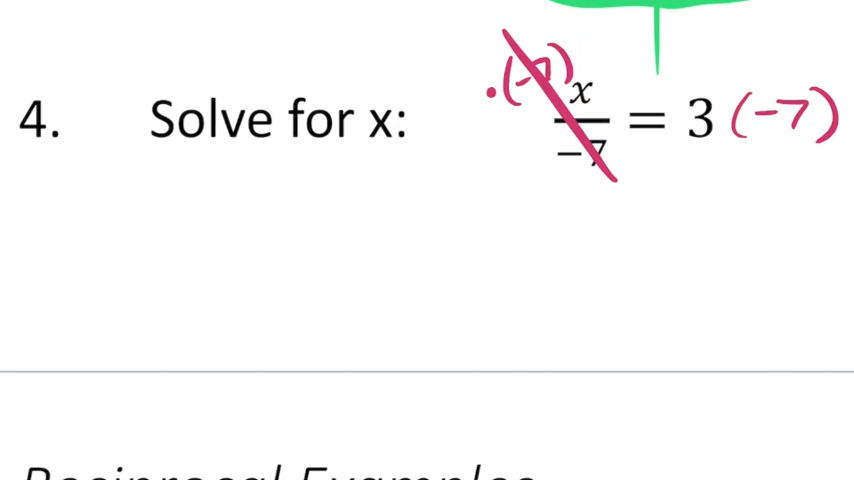 4. Solve for x: ·(-7) x/−7 = 3 (-7)
Reciprocal Examples